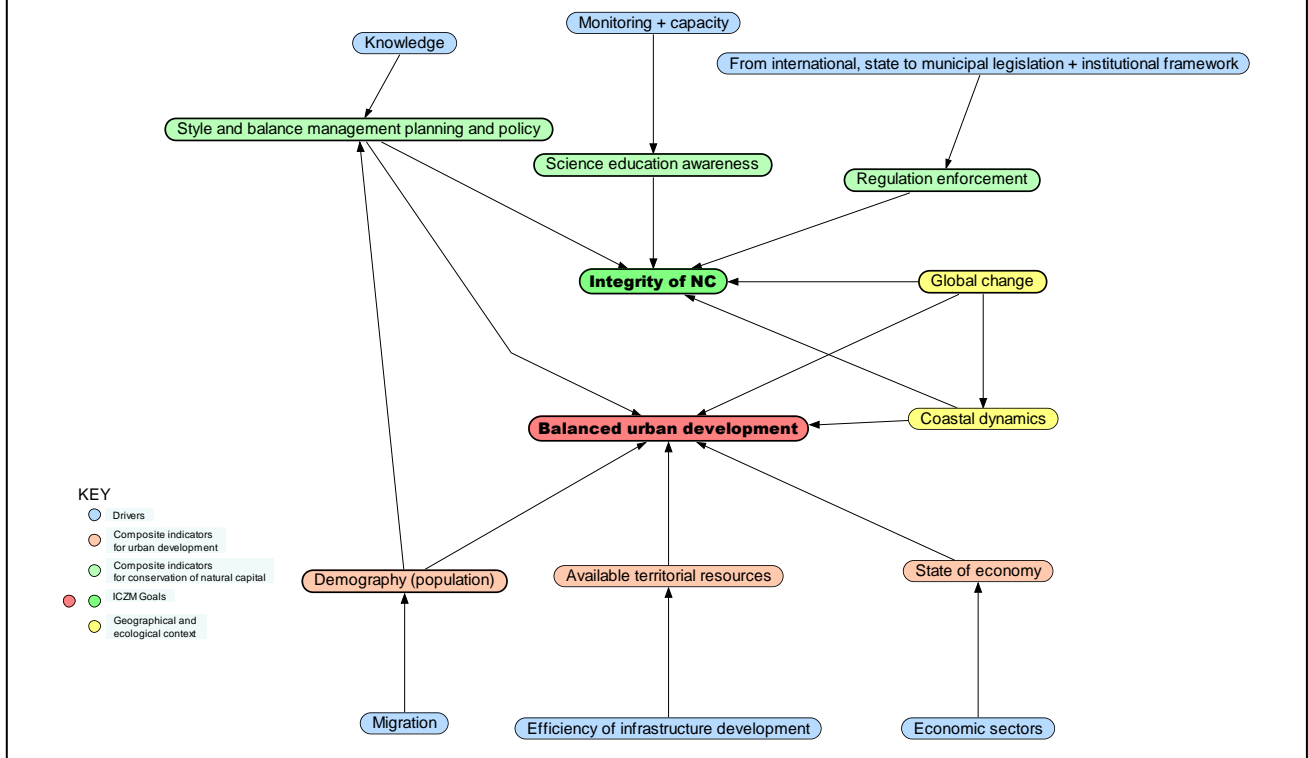 Monitoring + capacity
Knowledge
From international, state to municipal legislation + institutional framework
Style and balance management planning and policy
Science education awareness
Regulation enforcement
Integrity of NC
Global change
Coastal dynamics
Balanced urban development
KEY
Drivers
Composite indicators
for urban development
Composite indicators
for conservation of natural capital
ICZM Goals
Geographical and
ecological context
Demography (population)
Available territorial resources
State of economy
Migration
Efficiency of infrastructure development
Economic sectors